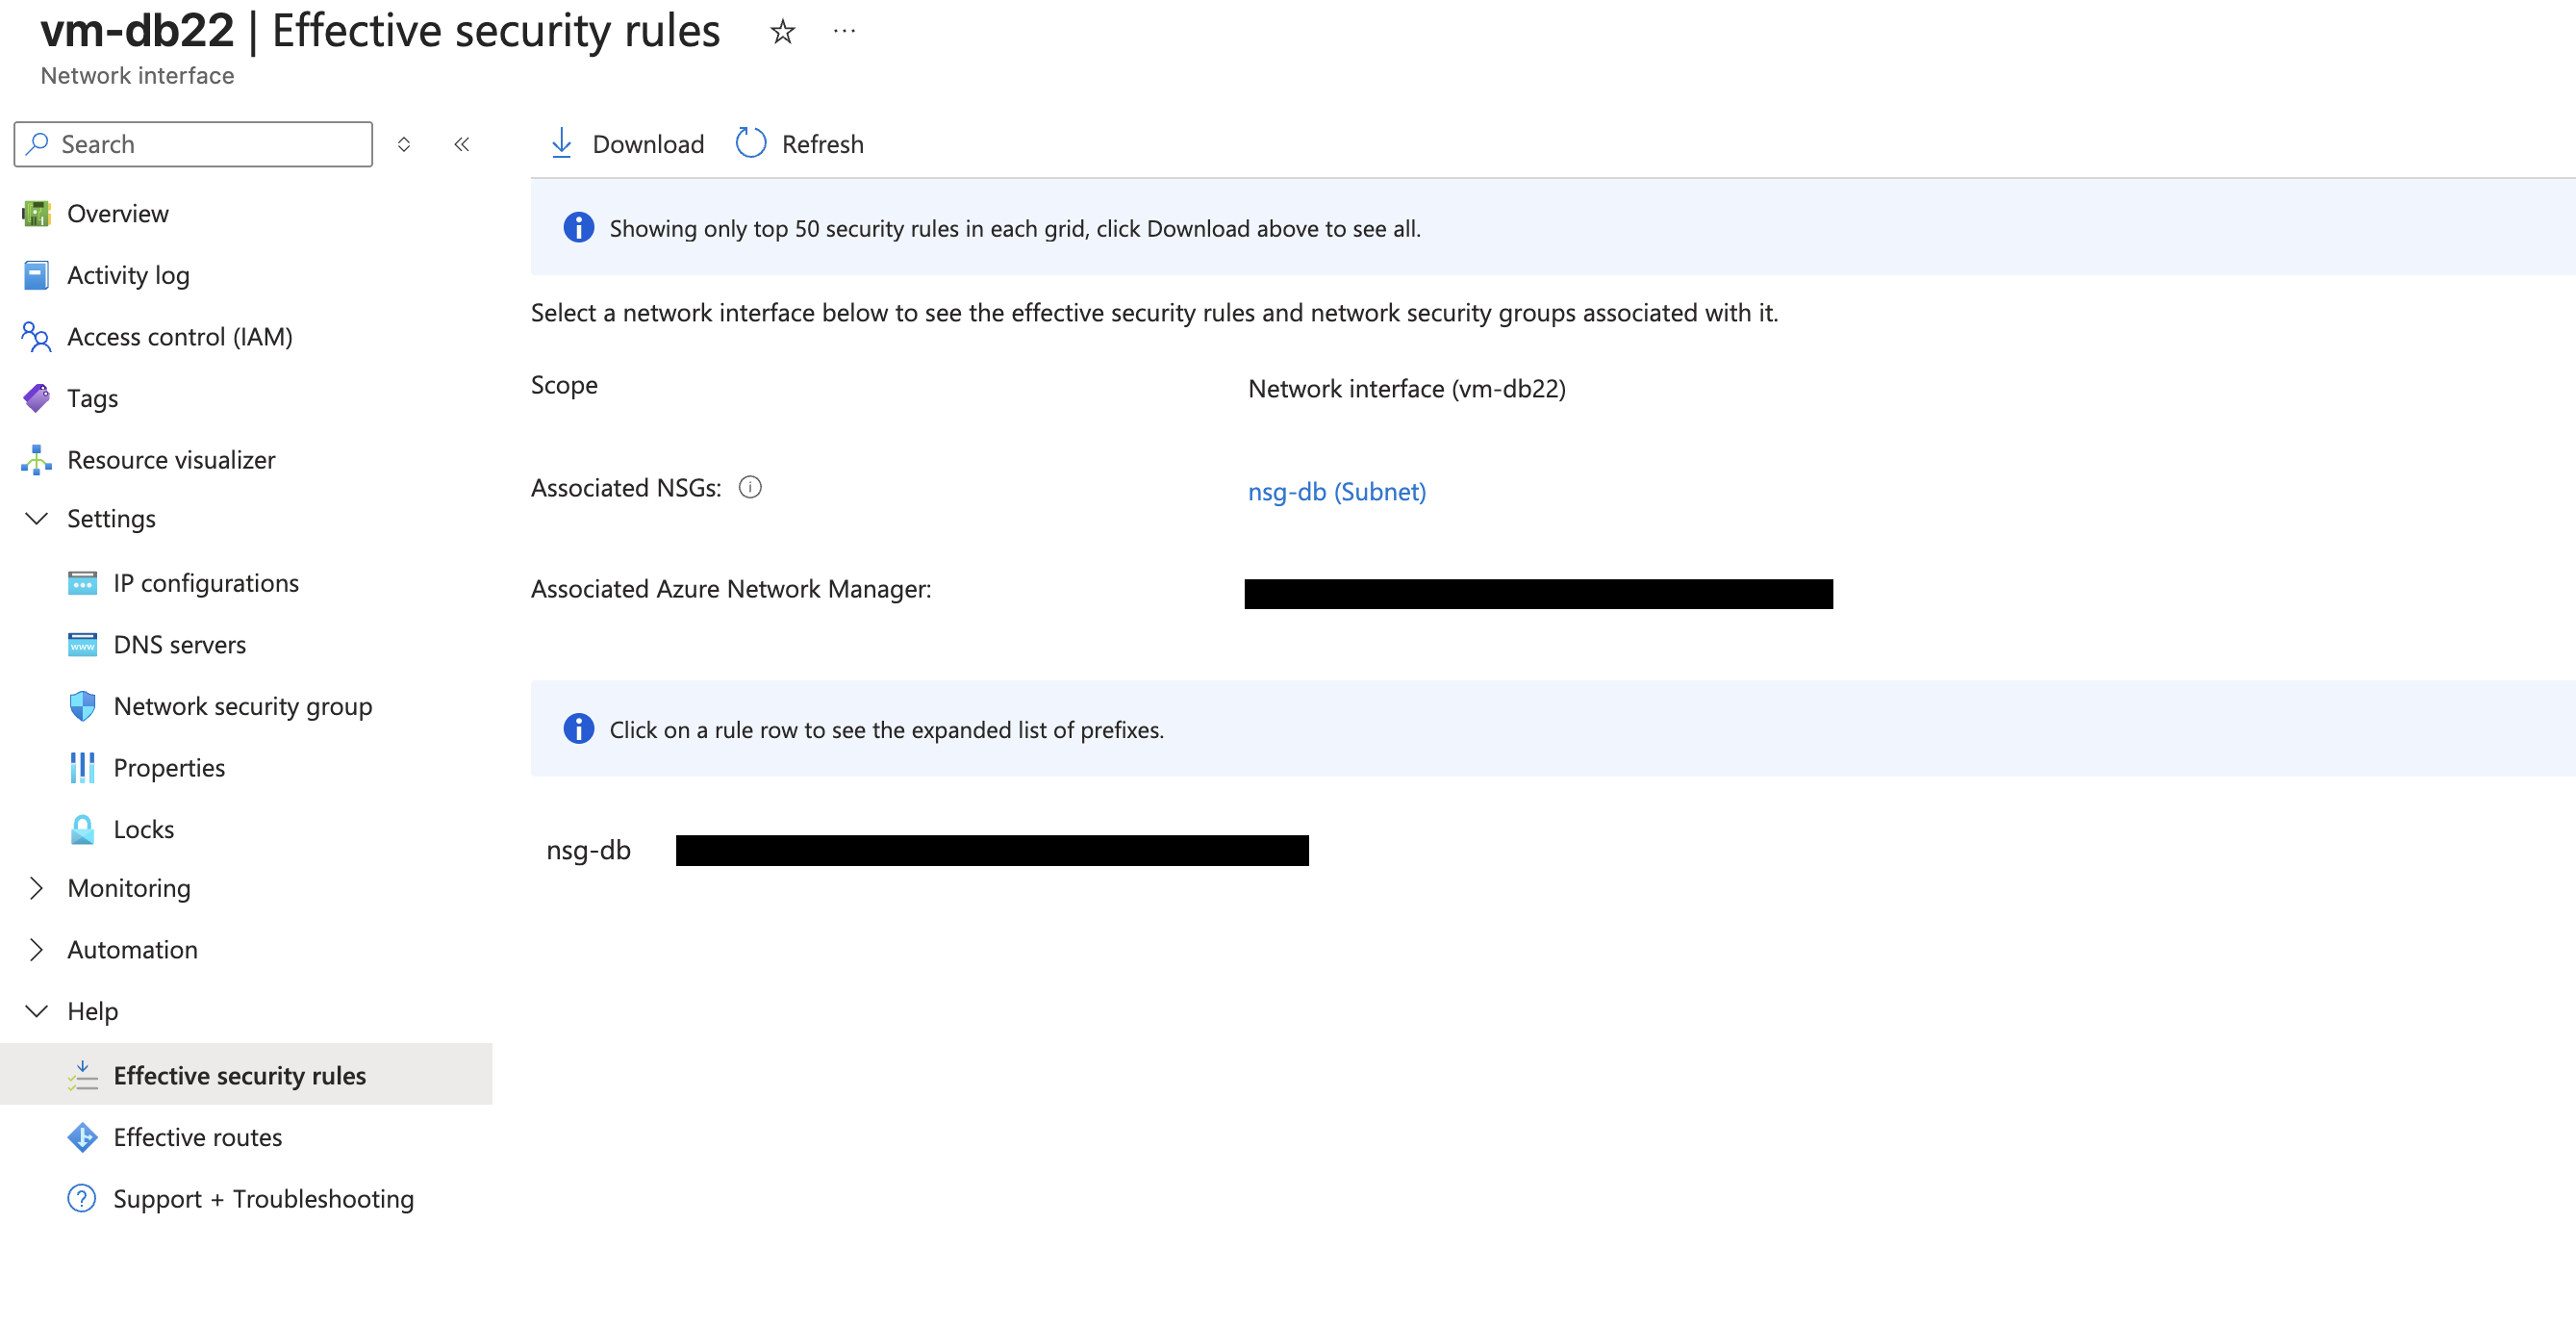 vm-db22 | Effective security rules ☆ ...
Network interface
Search
Download
Refresh
Overview
Activity log
Access control (IAM)
Tags
Resource visualizer
Settings
IP configurations
DNS servers
Network security group
Properties
Locks
Monitoring
Automation
Help
Effective security rules
Effective routes
Support + Troubleshooting
Showing only top 50 security rules in each grid, click Download above to see all.
Select a network interface below to see the effective security rules and network security groups associated with it.
Scope
Network interface (vm-db22)
Associated NSGs:
nsg-db (Subnet)
Associated Azure Network Manager:
Click on a rule row to see the expanded list of prefixes.
nsg-db